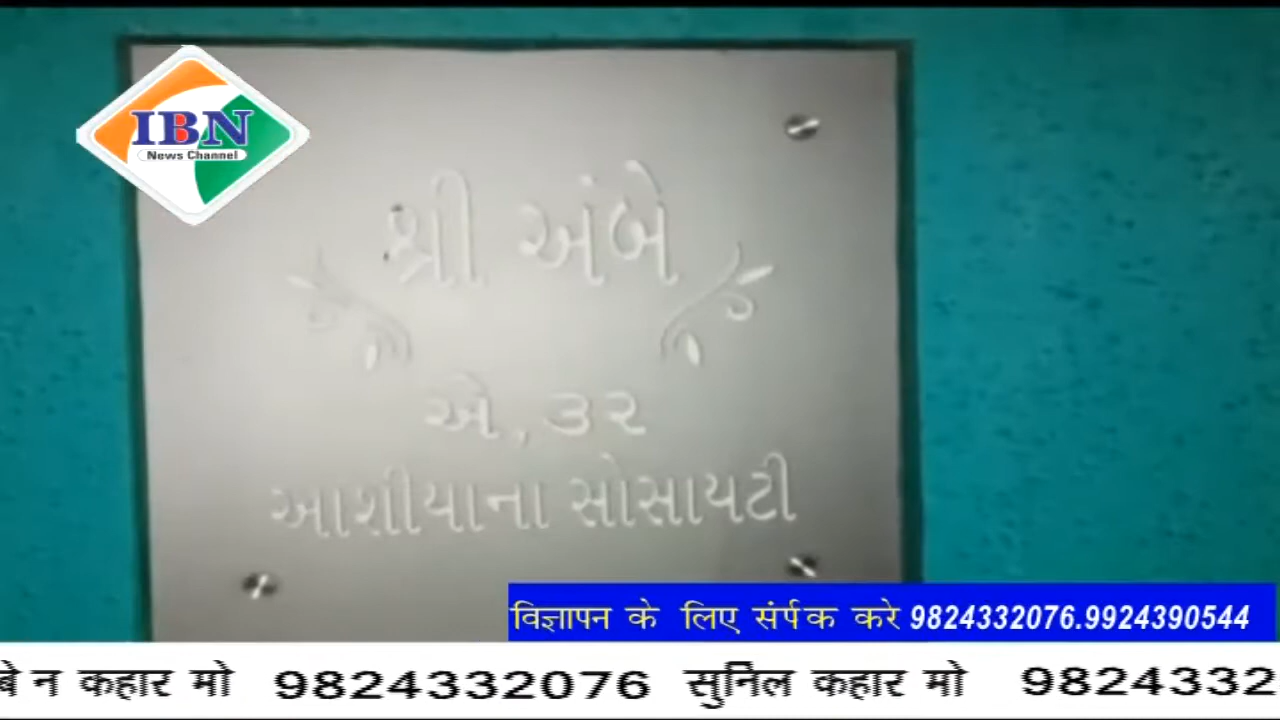 IBN
News Channel
શ્રી અંબે
એ, ૩૨
આશીયાના સોસાયટી
विज्ञापन के लिए संर्पक करे 9824332076.9924390544
बे न कहार मो 9824332076 सुनिल कहार मो 9824332